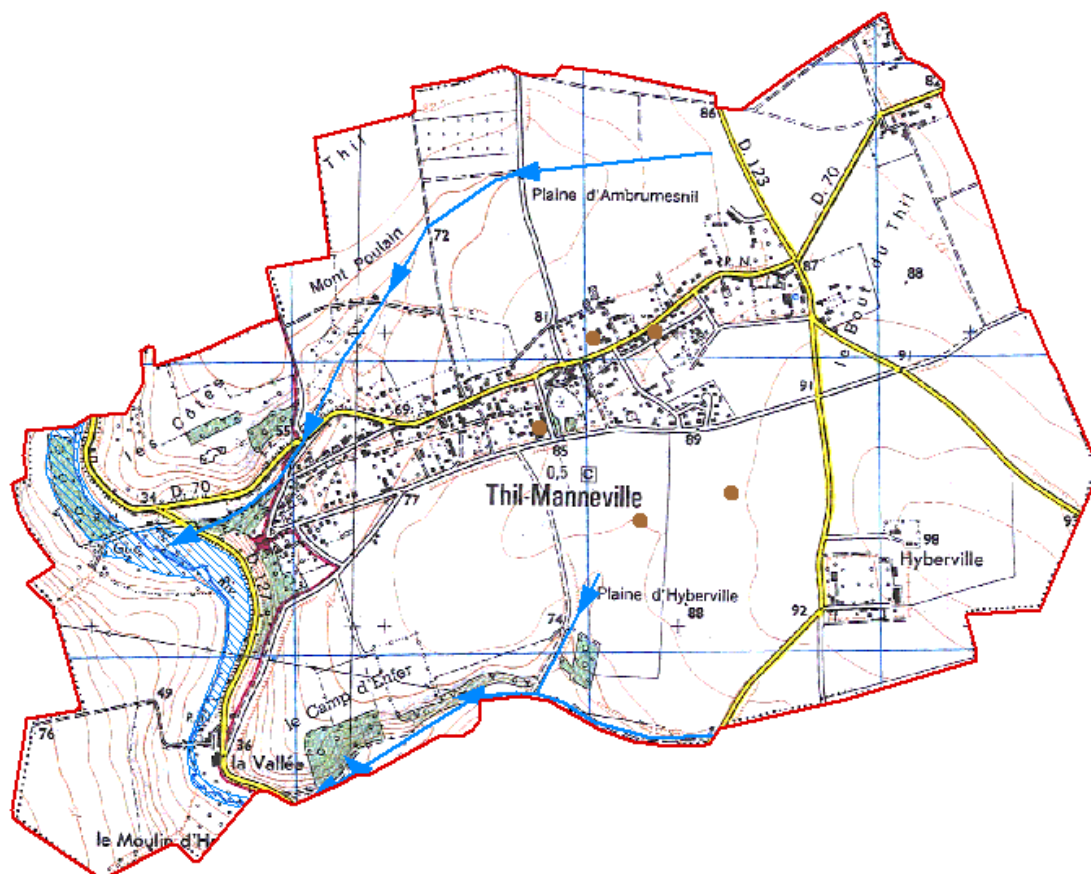 82
86
Thil
D. 123
D. 70
Plaine d'Ambrumesnil
72
Mont Poulain
87
le Bout du Thil
88
81
91
91
les Côtes
69
55
89
85
0,5 C
77
Thil-Manneville
34
D. 70
93
98
Hyberville
Plaine d'Hyberville
88
92
74
le Camp d'Enfer
49
76
36
la Vallée
le Moulin d'H